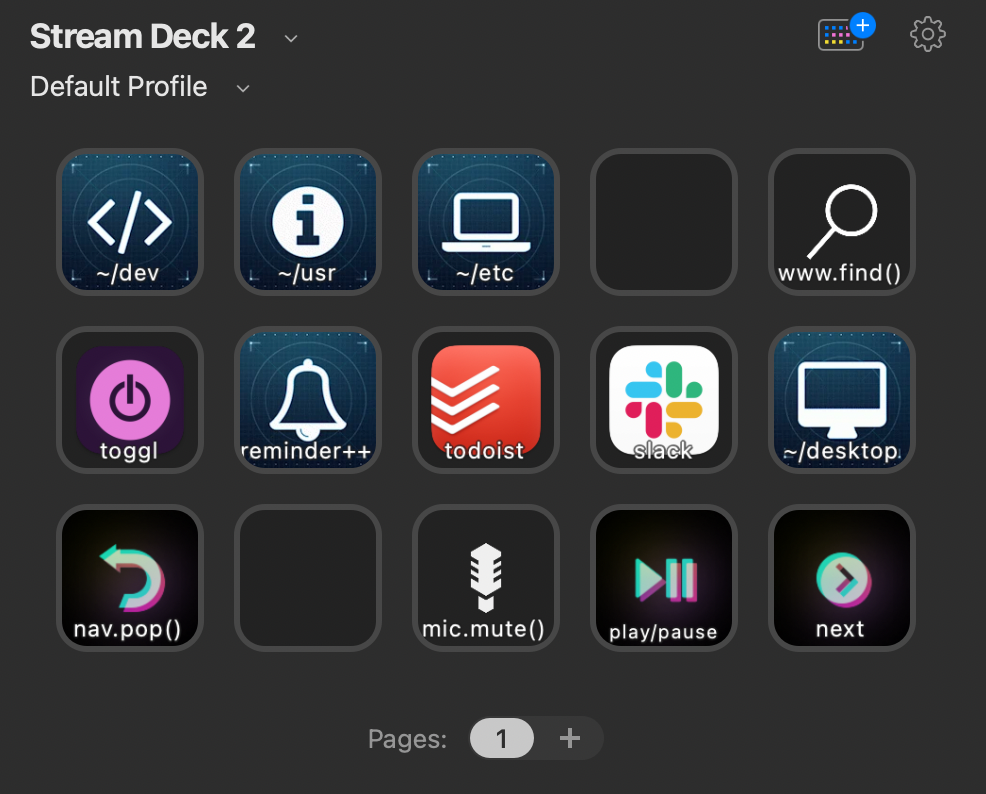 Stream Deck 2
Default Profile
</> ~/dev
i ~/usr
~/etc
www.find()
toggl
reminder++
todoist
slack
~/desktop
nav.pop()
mic.mute()
play/pause
next
Pages: 1 +